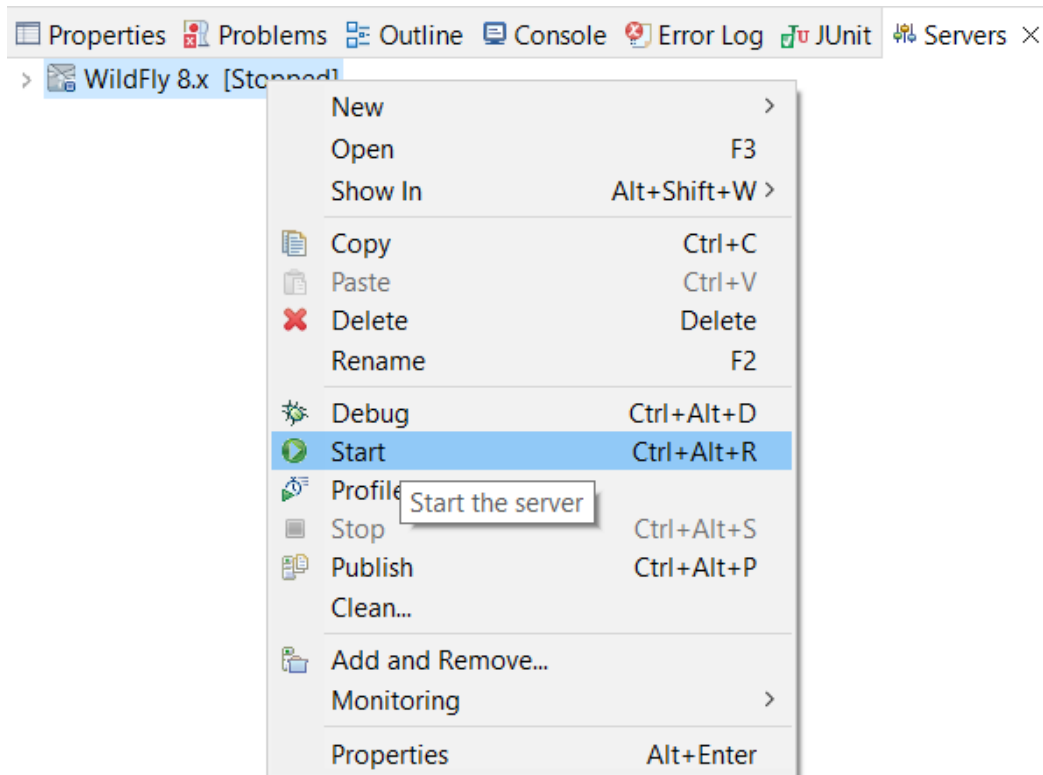 Properties Problems Outline Console Error Log JUnit Servers
WildFly 8.x [Stopped]
New
Open F3
Show In Alt+Shift+W
Copy Ctrl+C
Paste Ctrl+V
Delete Delete
Rename F2
Debug Ctrl+Alt+D
Start Ctrl+Alt+R
Profile
Start the server
Stop Ctrl+Alt+S
Publish Ctrl+Alt+P
Clean...
Add and Remove...
Monitoring
Properties Alt+Enter